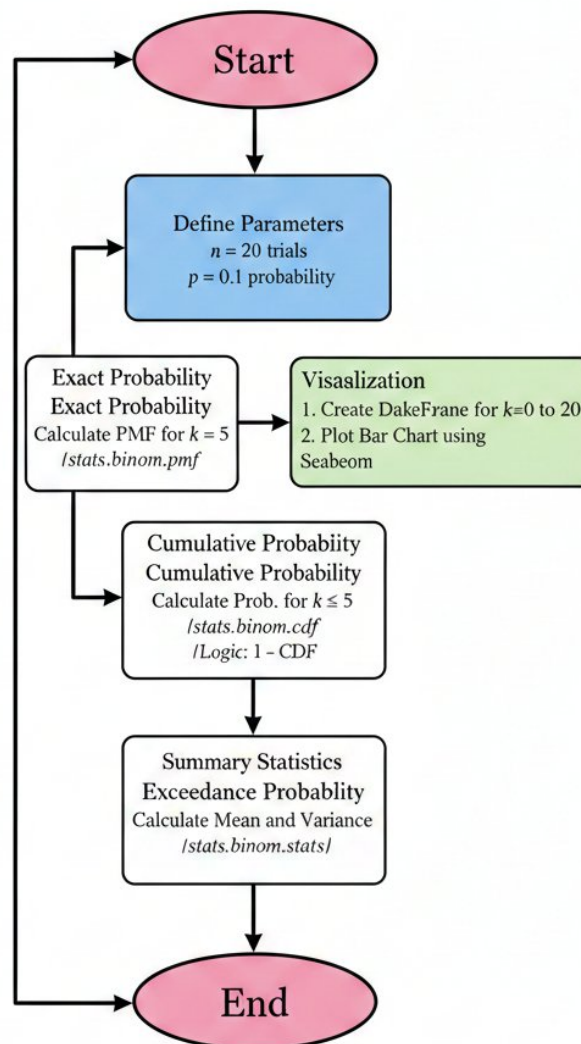 Start
Define Parameters
n = 20 trials
p = 0.1 probability
Exact Probability
Exact Probability
Calculate PMF for k = 5
/stats.binom.pmf
Visaslization
1. Create DakeFrane for k=0 to 20
2. Plot Bar Chart using
Seabeom
Cumulative Probabiity
Cumulative Probability
Calculate Prob. for k ≤ 5
/stats.binom.cdf
/Logic: 1 – CDF
Summary Statistics
Exceedance Probablity
Calculate Mean and Variance
/stats.binom.stats/
End